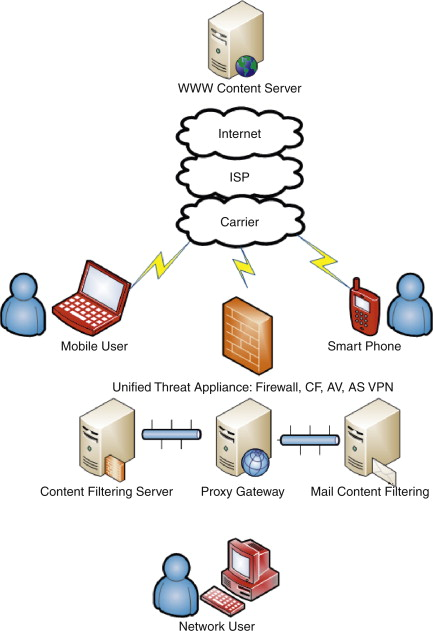 WWW Content Server
Internet
ISP
Carrier
Mobile User
Smart Phone
Unified Threat Appliance: Firewall, CF, AV, AS VPN
Content Filtering Server
Proxy Gateway
Mail Content Filtering
Network User